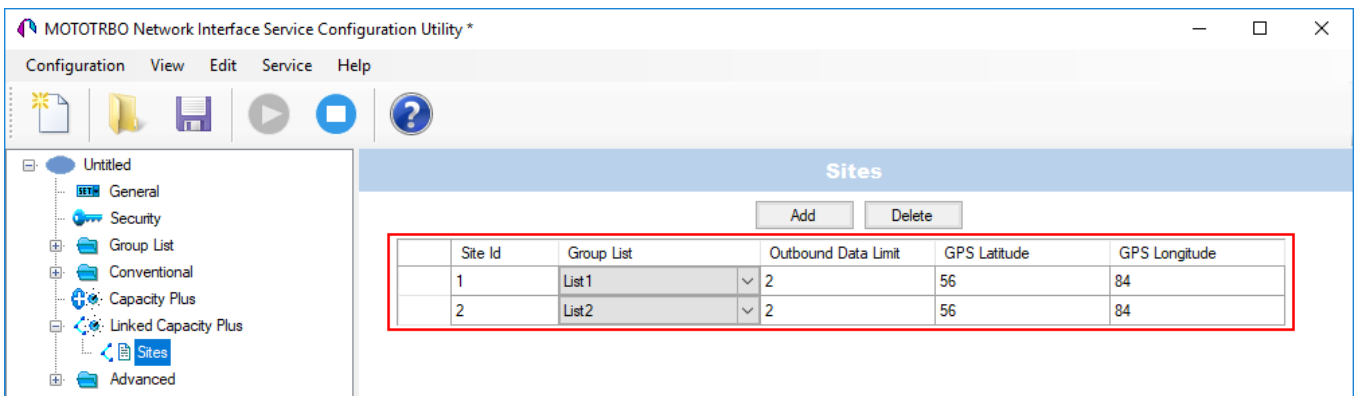 MOTOTRBO Network Interface Service Configuration Utility *
Configuration View Edit Service Help
Untitled
SET
General
Security
Group List
Conventional
Capacity Plus
Linked Capacity Plus
Sites
Advanced
Sites
Add Delete
Site Id Group List Outbound Data Limit GPS Latitude GPS Longitude
1 List1 2 56 84
2 List2 2 56 84